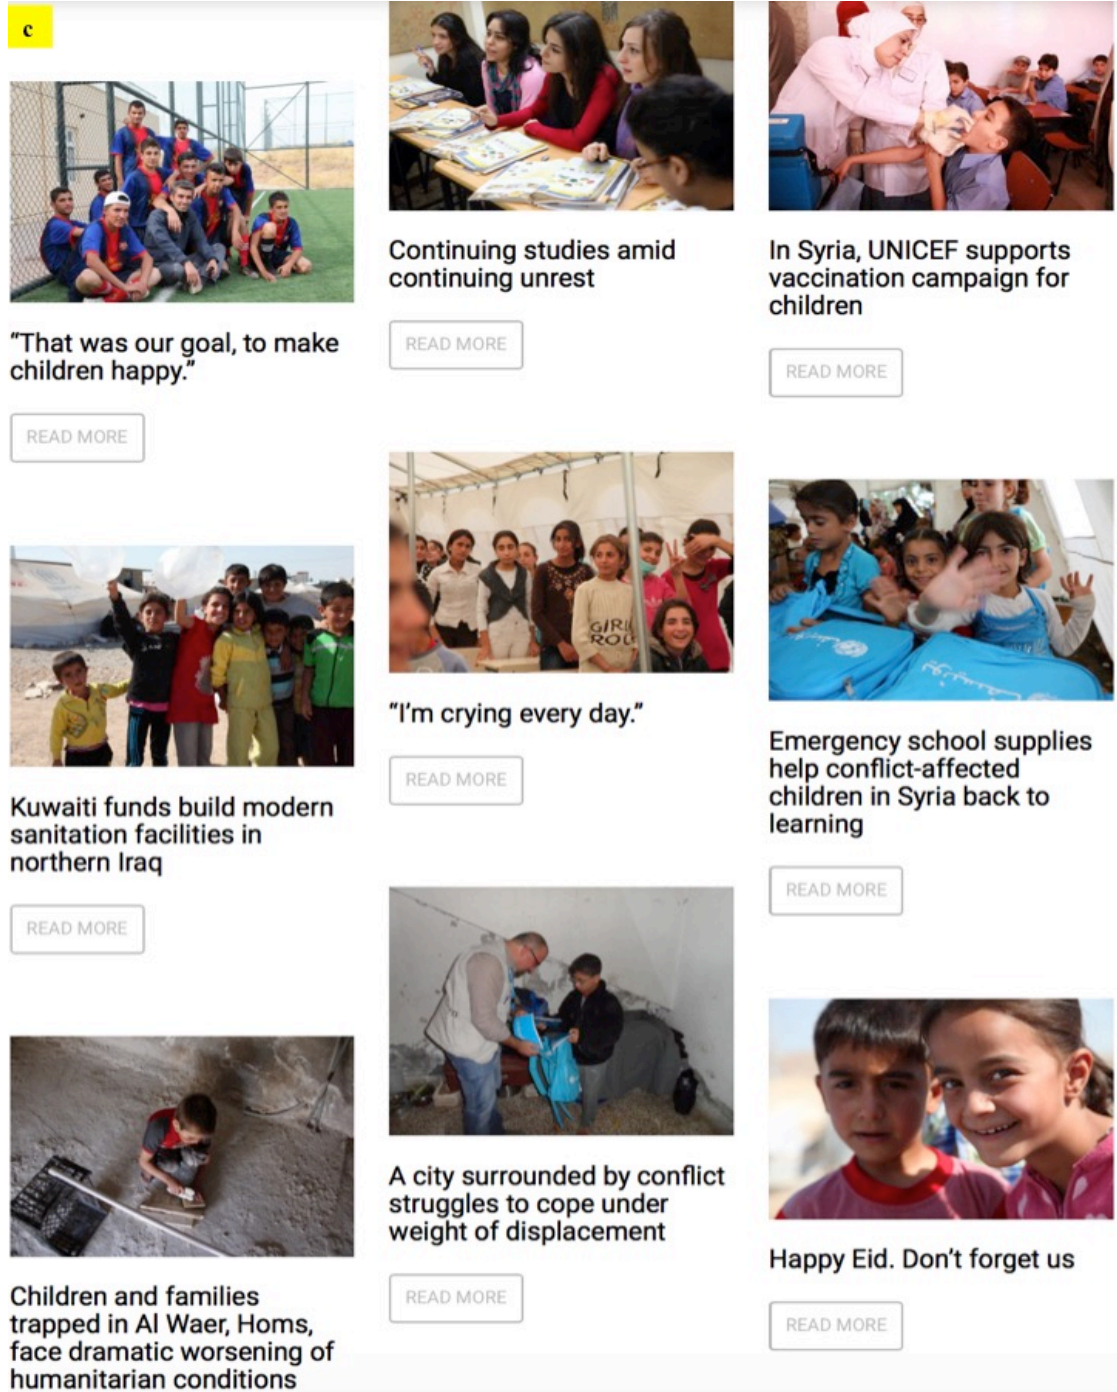 c
“That was our goal, to make
children happy.”
READ MORE
Kuwaiti funds build modern
sanitation facilities in
northern Iraq
READ MORE
Children and families
trapped in Al Waer, Homs,
face dramatic worsening of
humanitarian conditions
Continuing studies amid
continuing unrest
READ MORE
GIRL
“I’m crying every day.”
READ MORE
A city surrounded by conflict
struggles to cope under
weight of displacement
READ MORE
In Syria, UNICEF supports
vaccination campaign for
children
READ MORE
Emergency school supplies
help conflict-affected
children in Syria back to
learning
READ MORE
Happy Eid. Don’t forget us
READ MORE